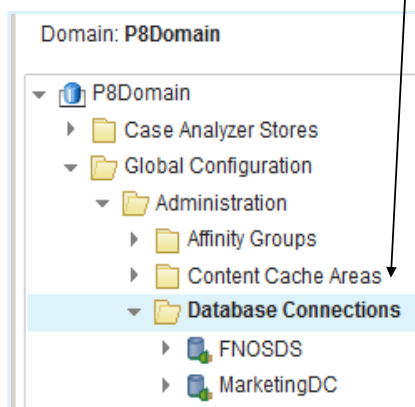 Domain: P8Domain
P8Domain
Case Analyzer Stores
Global Configuration
Administration
Affinity Groups
Content Cache Areas
Database Connections
FNOSDS
MarketingDC